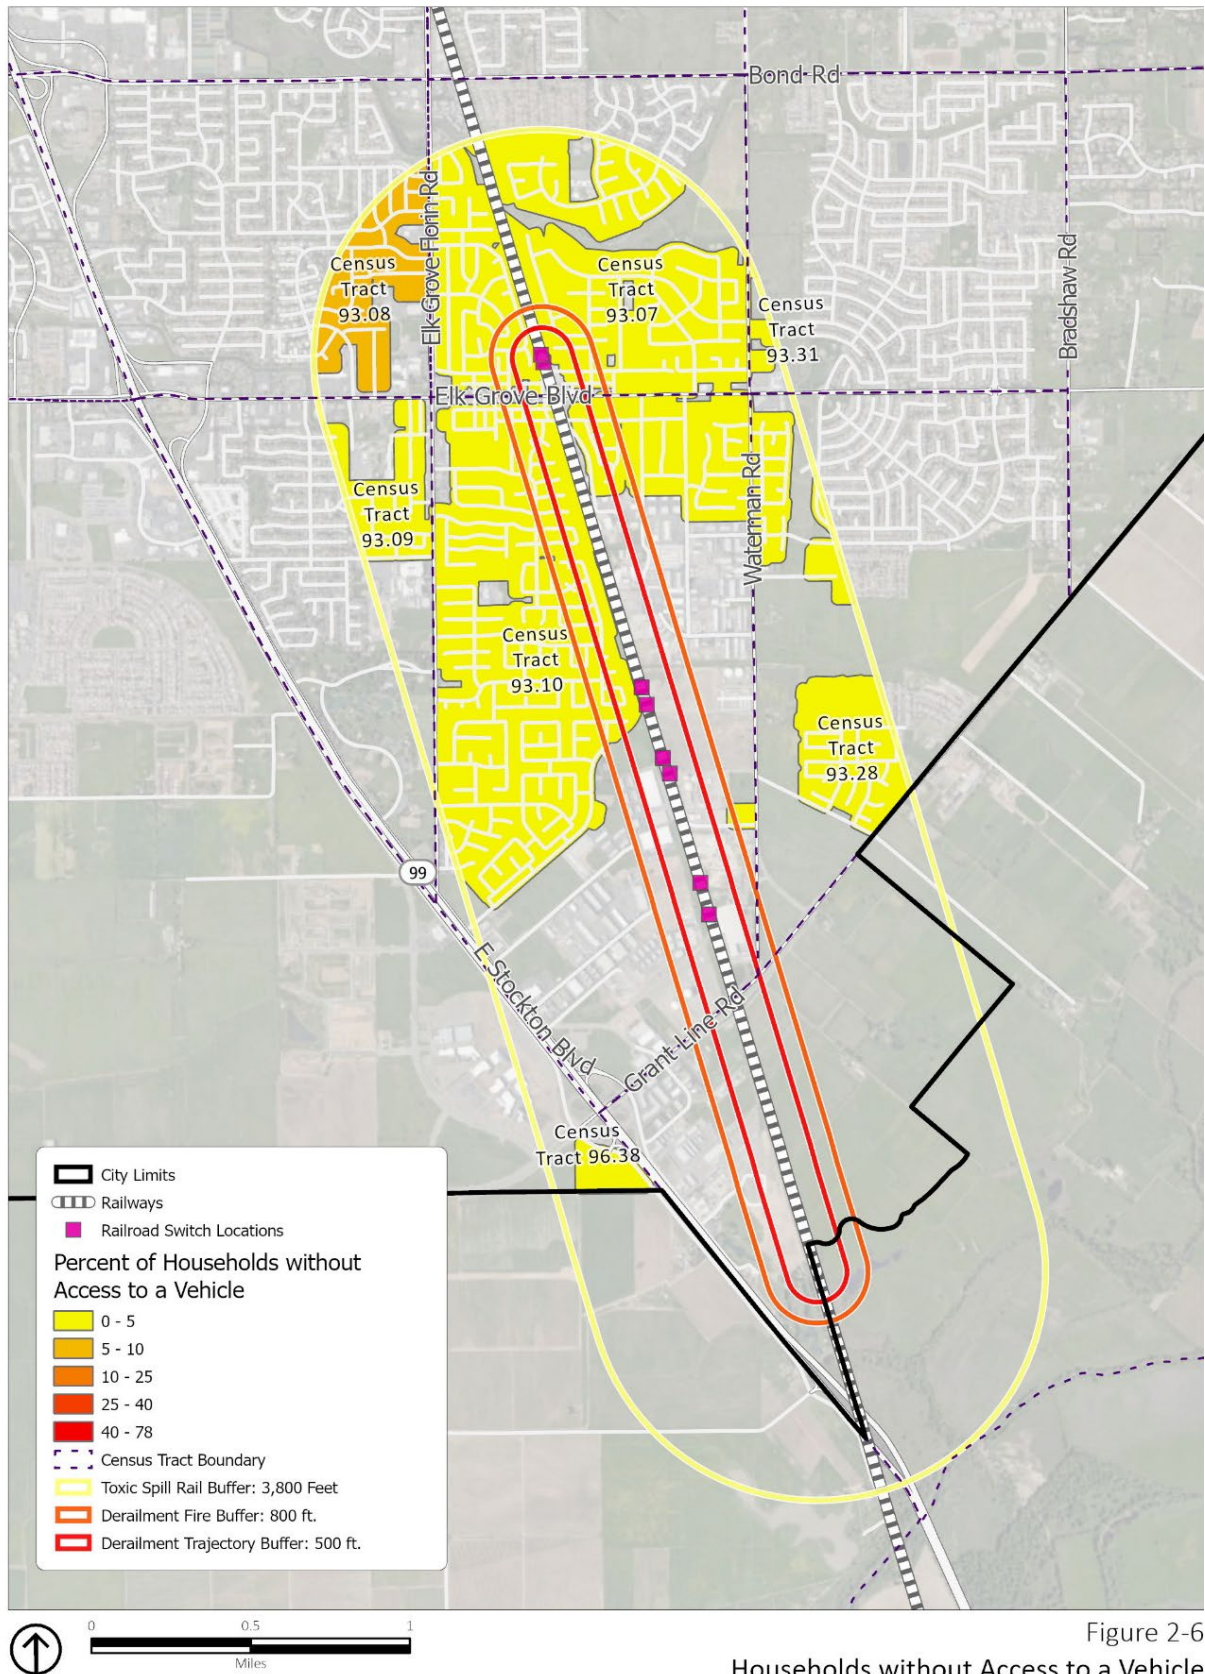 Bond Rd
Elk Grove Florin Rd
Bradshaw Rd
Census
Tract
93.08
Census
Tract
93.07
Census
Tract
93.31
Elk Grove Blvd
Census
Tract
93.09
Waterman Rd
Census
Tract
93.10
Census
Tract
93.28
99
E Stockton Blvd
Grant Line Rd
Census
Tract 96.38
City Limits
Railways
Railroad Switch Locations
Percent of Households without
Access to a Vehicle
0 - 5
5 - 10
10 - 25
25 - 40
40 - 78
Census Tract Boundary
Toxic Spill Rail Buffer: 3,800 Feet
Derailment Fire Buffer: 800 ft.
Derailment Trajectory Buffer: 500 ft.
0 0.5 1
Miles
Figure 2-6
Households without Access to a Vehicle